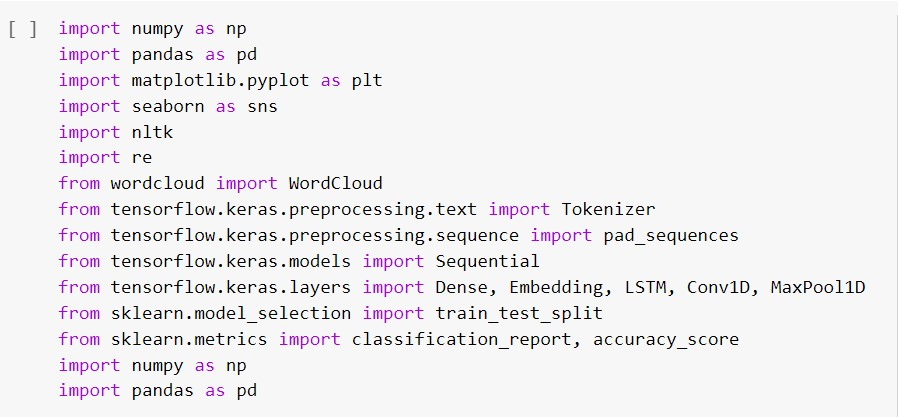 [ ] import numpy as np
import pandas as pd
import matplotlib.pyplot as plt
import seaborn as sns
import nltk
import re
from wordcloud import WordCloud
from tensorflow.keras.preprocessing.text import Tokenizer
from tensorflow.keras.preprocessing.sequence import pad_sequences
from tensorflow.keras.models import Sequential
from tensorflow.keras.layers import Dense, Embedding, LSTM, Conv1D, MaxPool1D
from sklearn.model_selection import train_test_split
from sklearn.metrics import classification_report, accuracy_score
import numpy as np
import pandas as pd